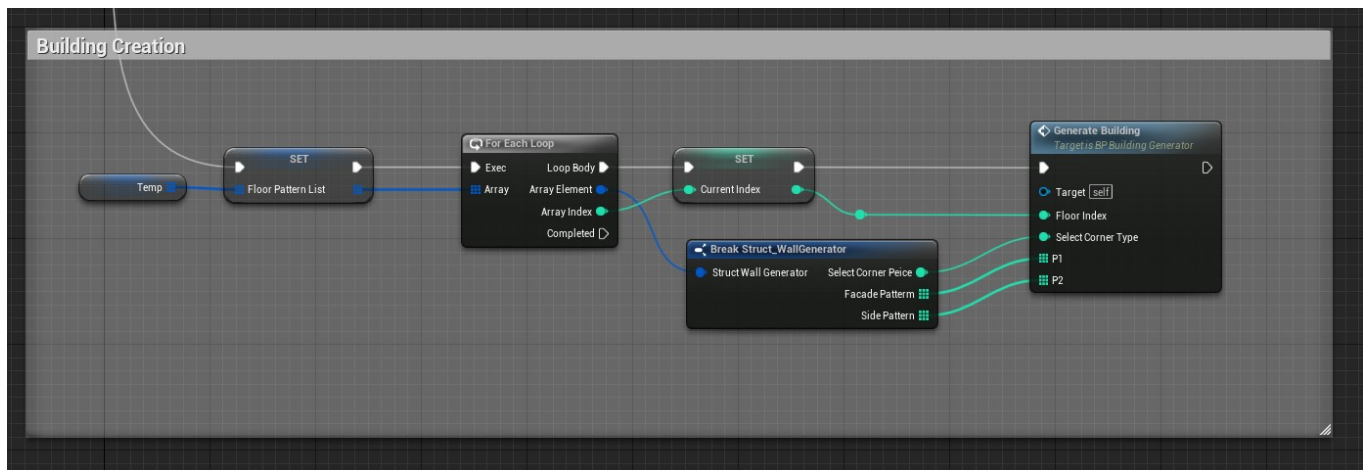 Building Creation
Temp
SET
Floor Pattern List
For Each Loop
Exec
Loop Body
Array
Array Element
Array Index
Completed
SET
Current Index
Break Struct_WallGenerator
Struct Wall Generator
Select Corner Peice
Facade Patterm
Side Pattern
Generate Building
Target is BP Building Generator
Target self
Floor Index
Select Corner Type
P1
P2